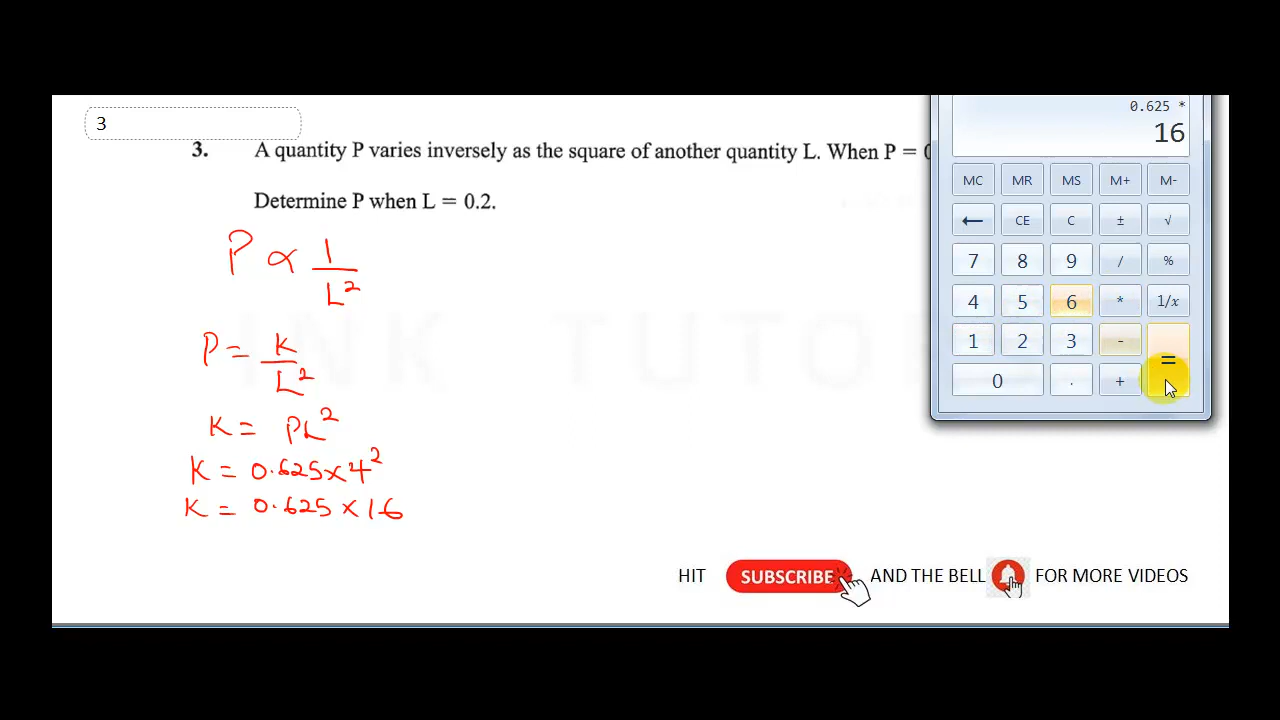 3
0.625 *
16
3. A quantity P varies inversely as the square of another quantity L. When P =
Determine P when L = 0.2.
P ∝ 1/L²
P = K/L²
K = PL²
K = 0.625×4²
K = 0.625×16
INK TUTOR
MC MR MS M+ M-
← CE C ± √
7 8 9 / %
4 5 6 * 1/x
1 2 3 - =
0 . +
HIT SUBSCRIBE AND THE BELL FOR MORE VIDEOS